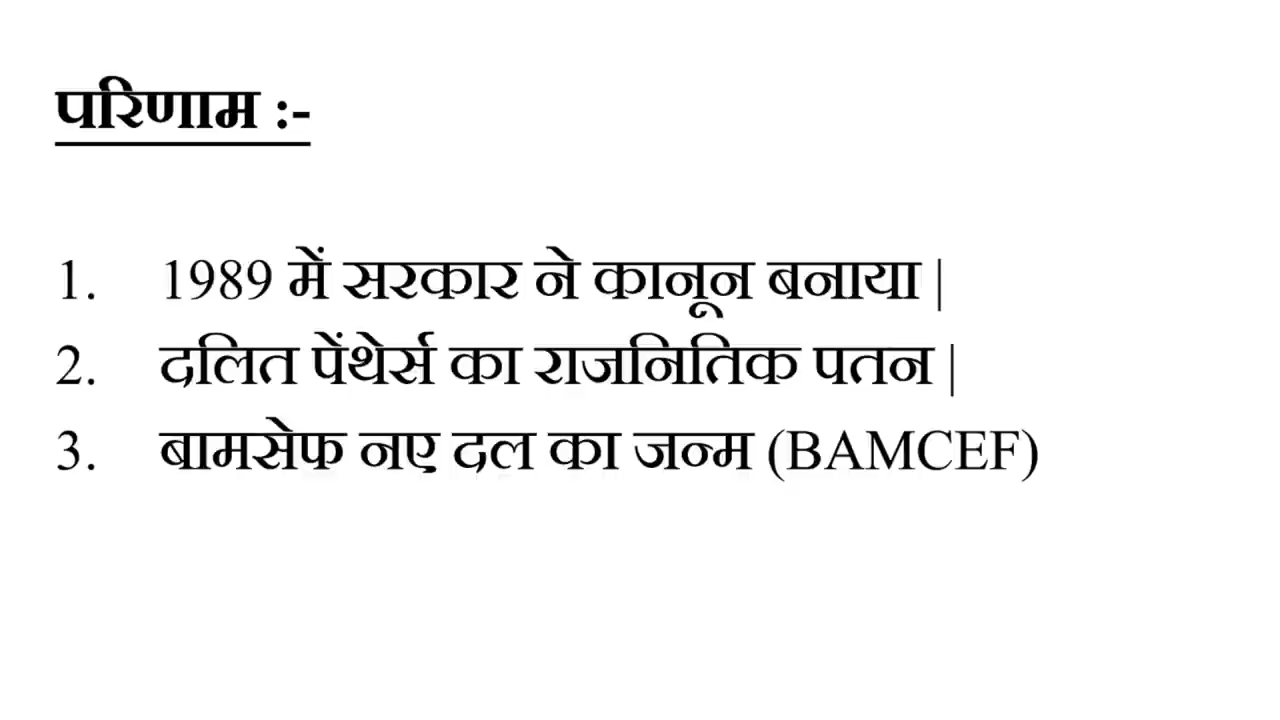 परिणाम :-
1. 1989 में सरकार ने कानून बनाया |
2. दलित पेंथेर्स का राजनितिक पतन |
3. बामसेफ नए दल का जन्म (BAMCEF)